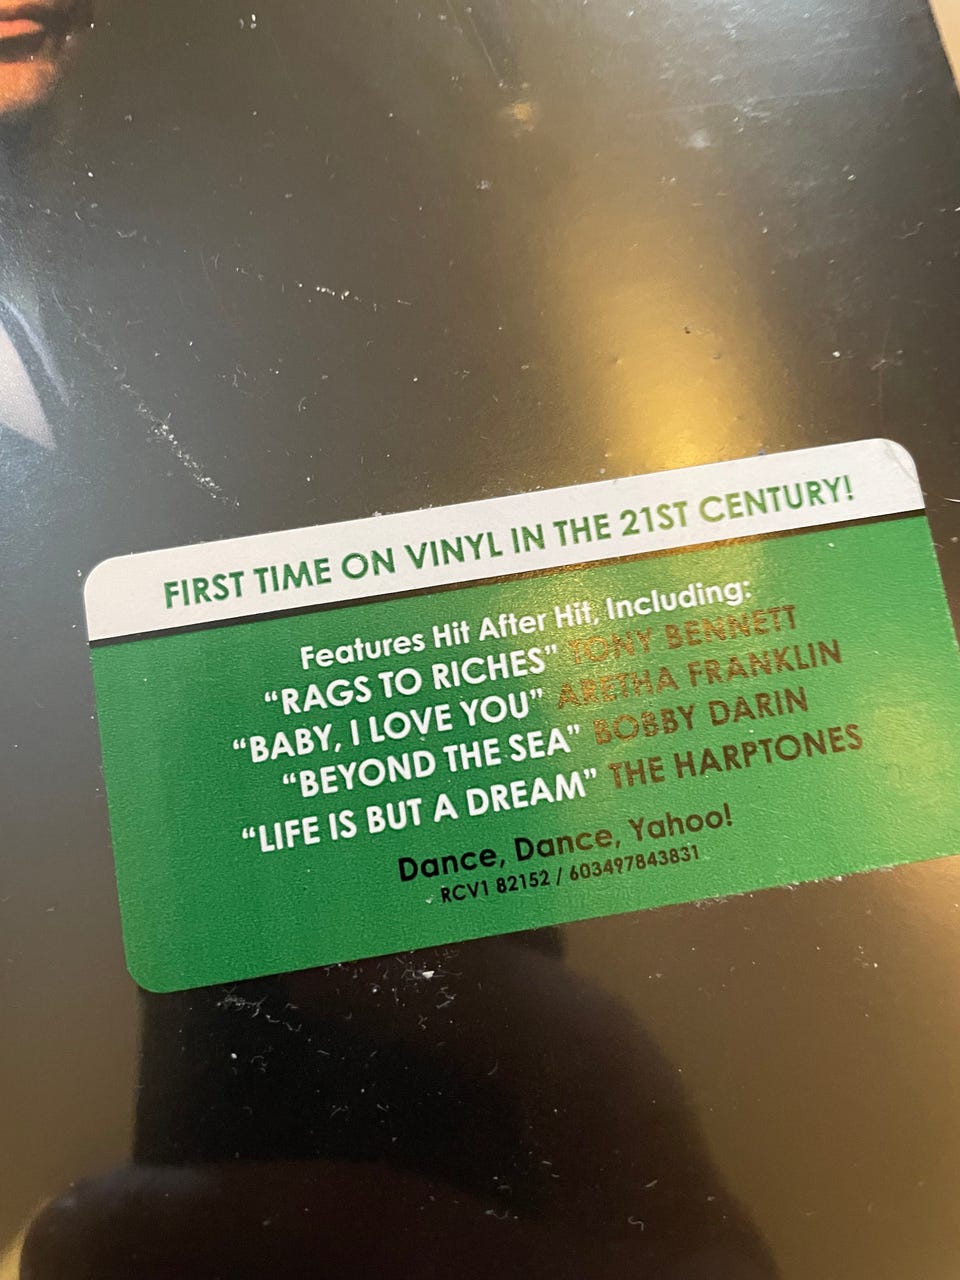 FIRST TIME ON VINYL IN THE 21ST CENTURY!
Features Hit After Hit, Including:
“RAGS TO RICHES” TONY BENNETT
“BABY, I LOVE YOU” ARETHA FRANKLIN
“BEYOND THE SEA” BOBBY DARIN
“LIFE IS BUT A DREAM” THE HARPTONES
Dance, Dance, Yahoo!
RCV1 82152 / 603497843831